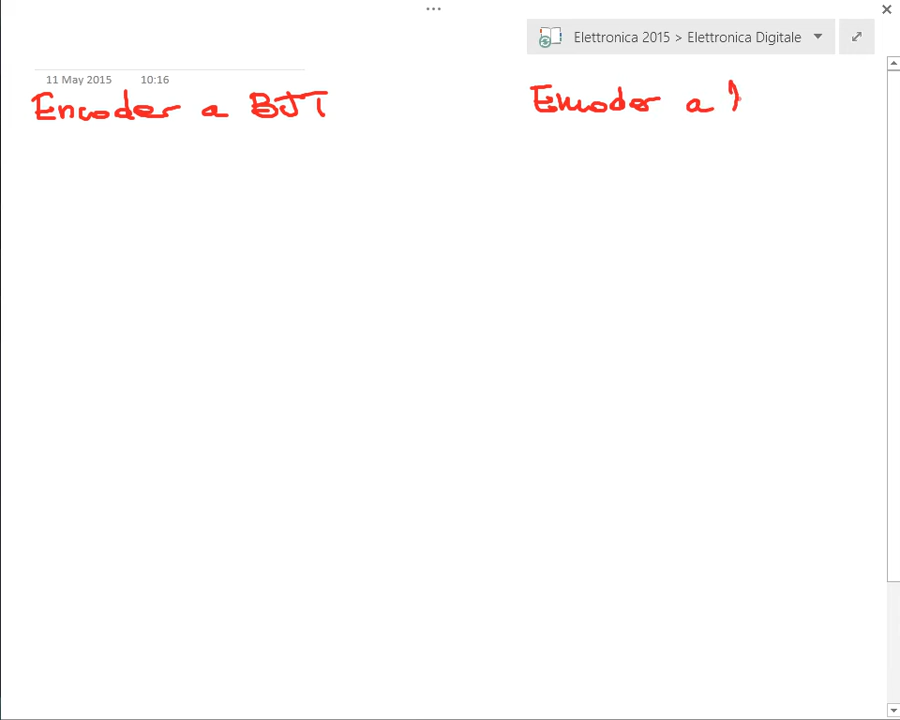 Elettronica 2015 > Elettronica Digitale
11 May 2015 10:16
Encoder a BJT
Encoder a